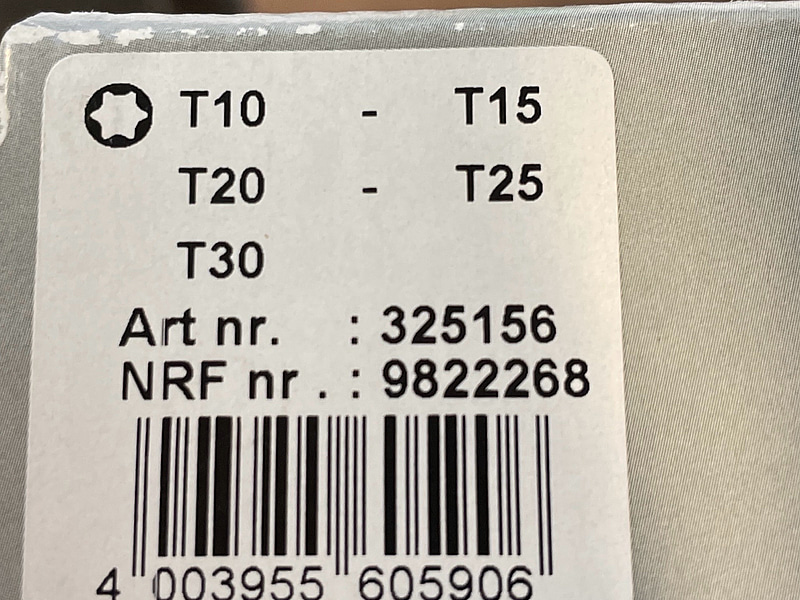 T10 - T15
T20 - T25
T30
Art nr. : 325156
NRF nr . : 9822268
4 003955 605906